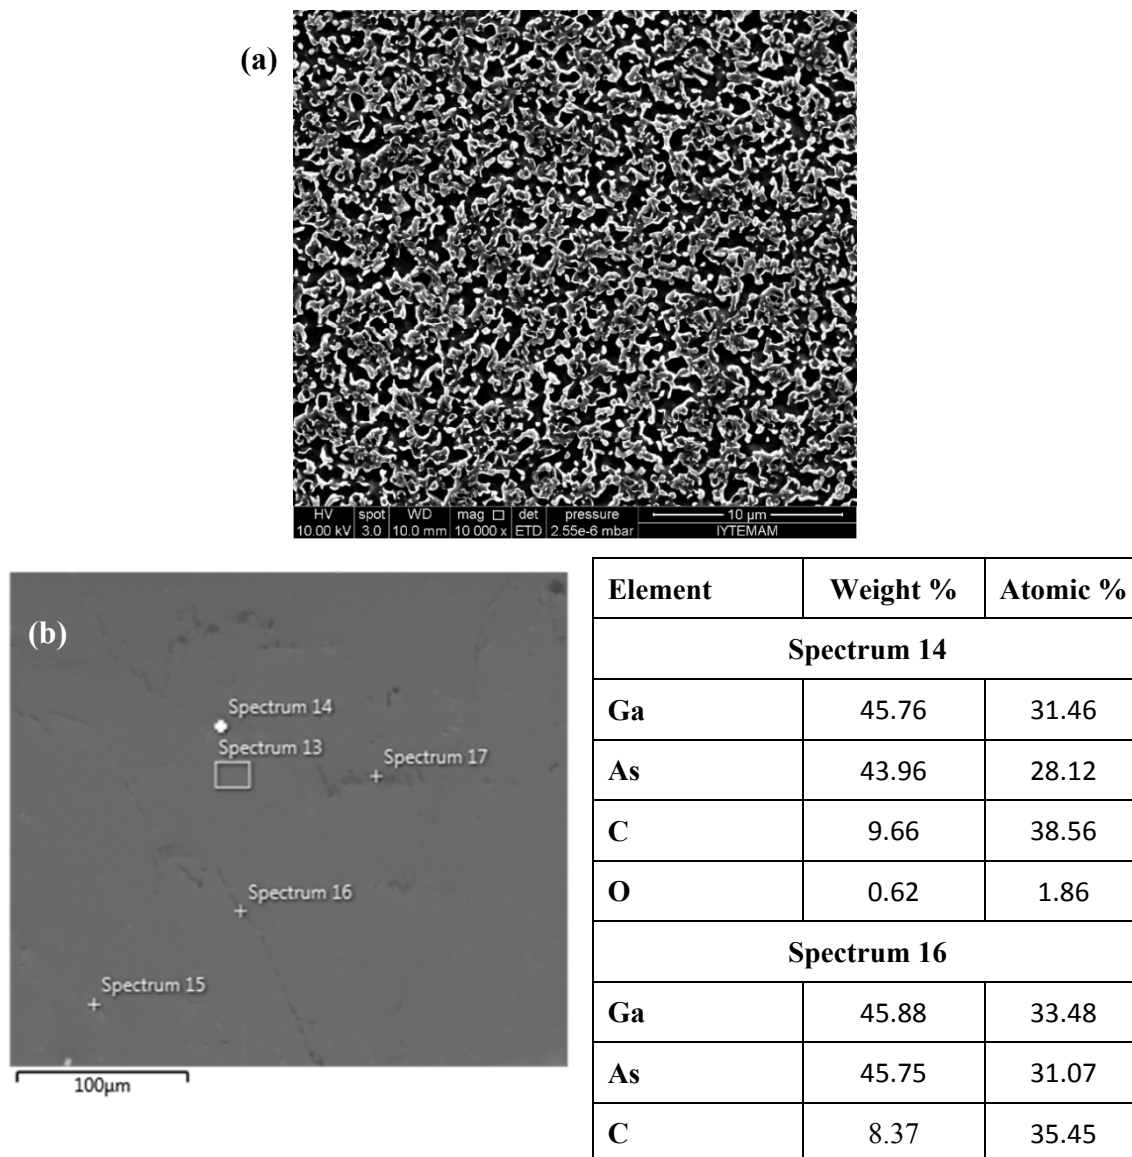 (a)
HV spot WD mag det pressure 10 µm
10.00 kV 3.0 10.0 mm 10 000 x ETD 2.55e-6 mbar IYTEMAM
(b)
Spectrum 14
Spectrum 13
Spectrum 17
Spectrum 16
Spectrum 15
100µm
Element Weight % Atomic %
Spectrum 14
Ga 45.76 31.46
As 43.96 28.12
C 9.66 38.56
O 0.62 1.86
Spectrum 16
Ga 45.88 33.48
As 45.75 31.07
C 8.37 35.45